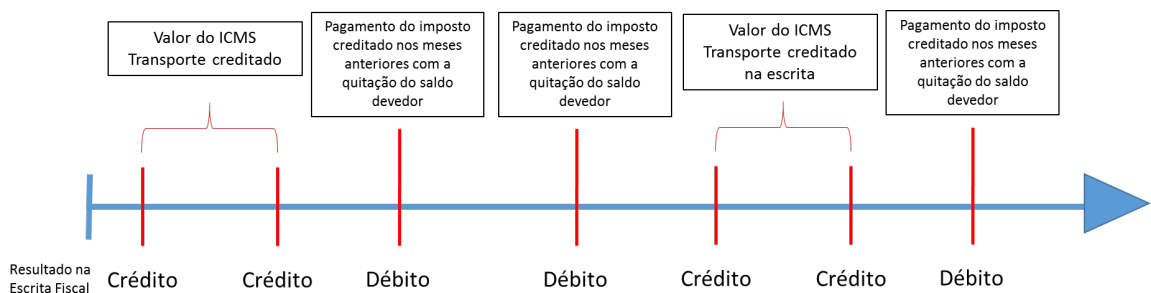 Valor do ICMS
Transporte creditado
Pagamento do imposto
creditado nos meses
anteriores com a
quitação do saldo
devedor
Pagamento do imposto
creditado nos meses
anteriores com a
quitação do saldo
devedor
Valor do ICMS
Transporte creditado
na escrita
Pagamento do imposto
creditado nos meses
anteriores com a
quitação do saldo
devedor
Resultado na
Escrita Fiscal
Crédito
Crédito
Débito
Débito
Crédito
Crédito
Débito